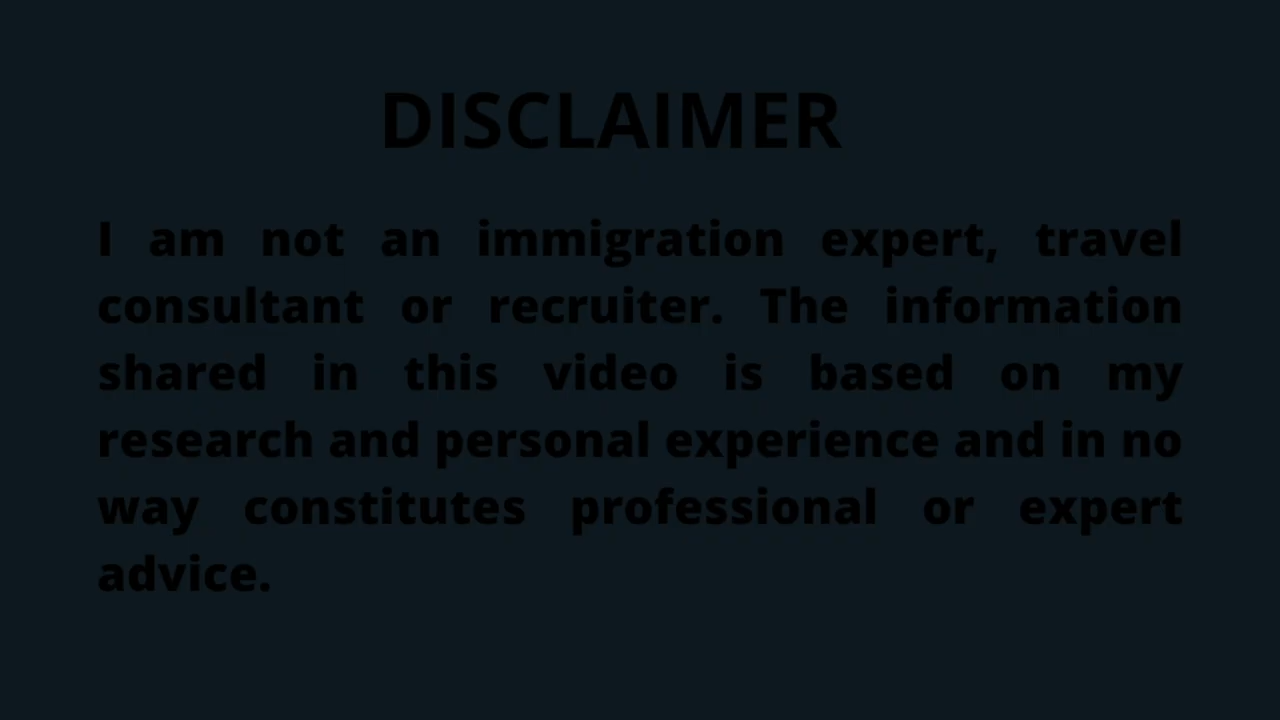 DISCLAIMER
I am not an immigration expert, travel
consultant or recruiter. The information
shared in this video is based on my
research and personal experience and in no
way constitutes professional or expert
advice.